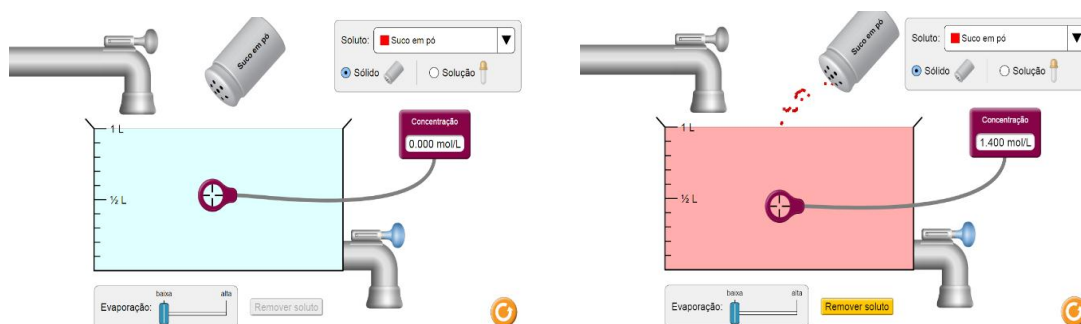 Suco em pó
Soluto: Suco em pó
Sólido Solução
Concentração
0.000 mol/L
1 L
½ L
Evaporação: baixa alta
Remover soluto
Suco em pó
Soluto: Suco em pó
Sólido Solução
Concentração
1.400 mol/L
1 L
½ L
Evaporação: baixa alta
Remover soluto